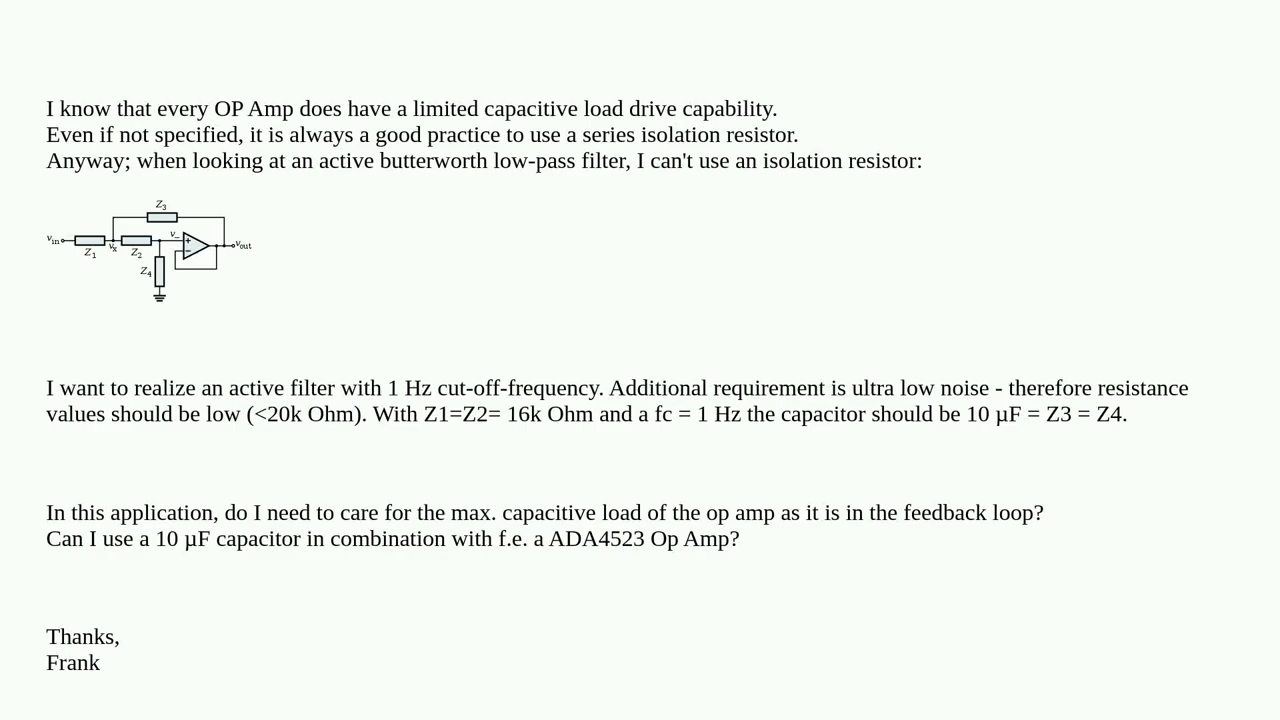 I know that every OP Amp does have a limited capacitive load drive capability.
Even if not specified, it is always a good practice to use a series isolation resistor.
Anyway; when looking at an active butterworth low-pass filter, I can't use an isolation resistor:
Z3
vin
Z1
vx
Z2
v−
+
−
vout
Z4
I want to realize an active filter with 1 Hz cut-off-frequency. Additional requirement is ultra low noise - therefore resistance
values should be low (<20k Ohm). With Z1=Z2= 16k Ohm and a fc = 1 Hz the capacitor should be 10 µF = Z3 = Z4.
In this application, do I need to care for the max. capacitive load of the op amp as it is in the feedback loop?
Can I use a 10 µF capacitor in combination with f.e. a ADA4523 Op Amp?
Thanks,
Frank